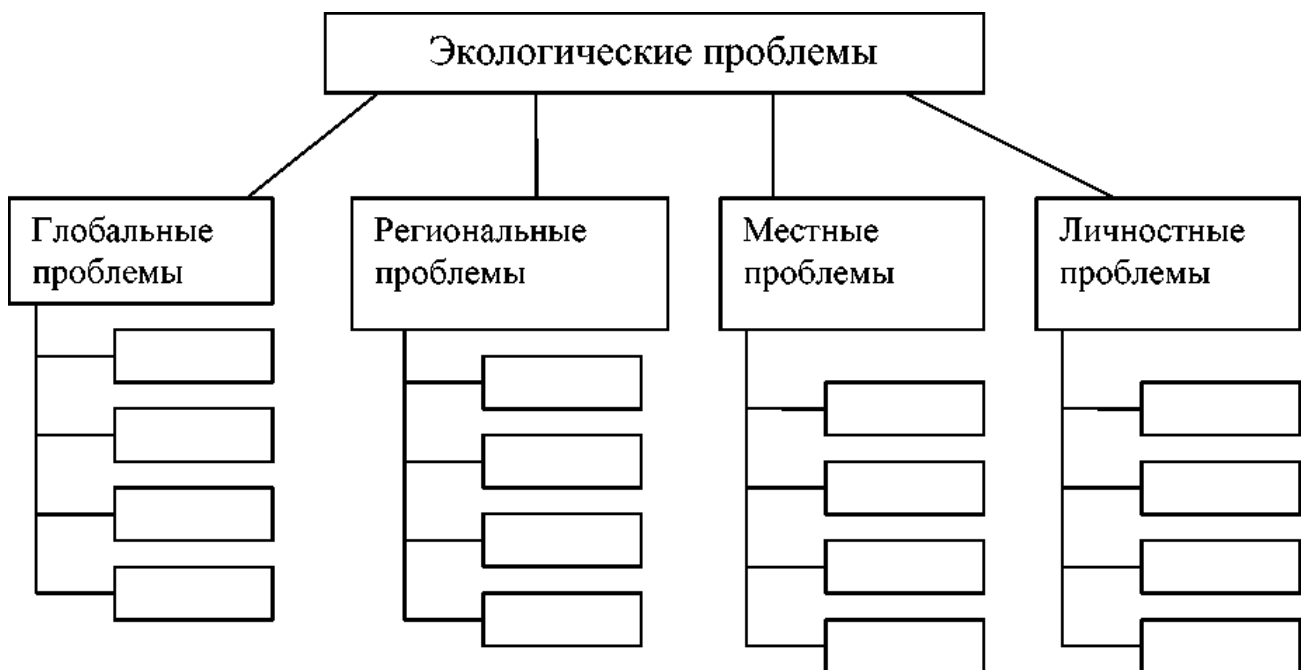 Экологические проблемы
Глобальные
проблемы
Региональные
проблемы
Местные
проблемы
Личностные
проблемы